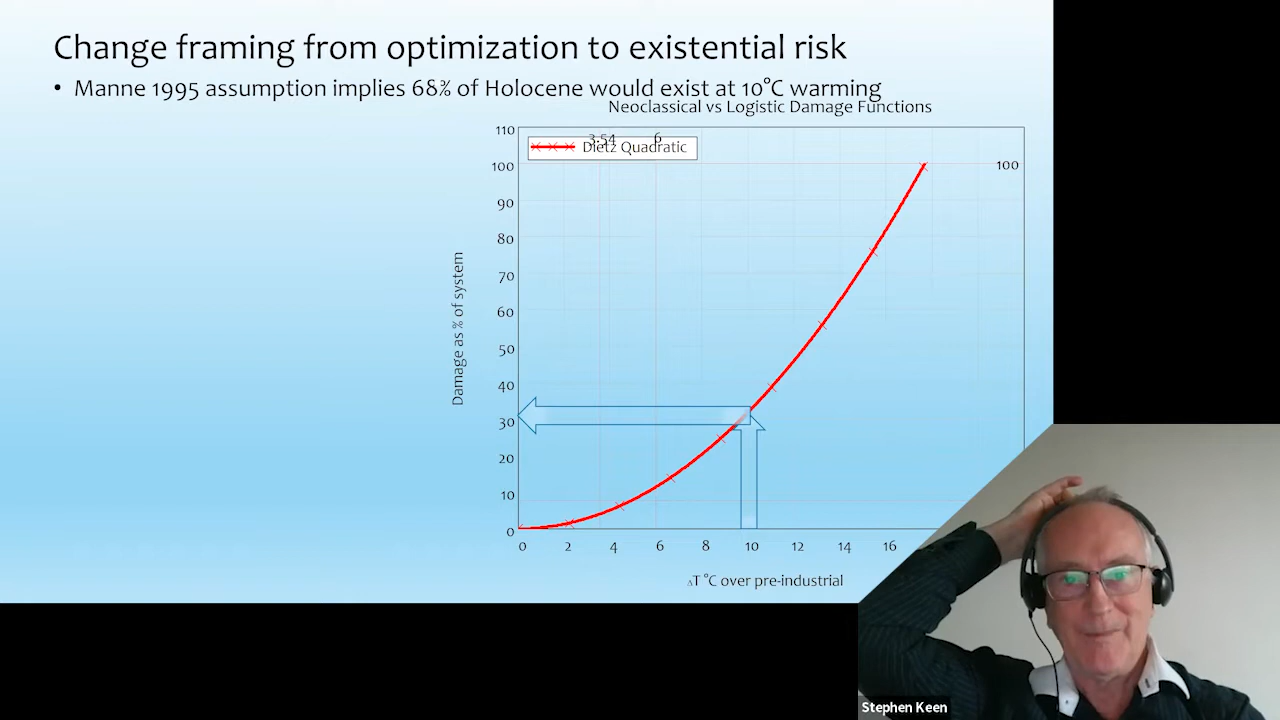 Change framing from optimization to existential risk
• Manne 1995 assumption implies 68% of Holocene would exist at 10°C warming
Neoclassical vs Logistic Damage Functions
110
3.54 6
Dietz Quadratic
100
100
90
80
70
60
50
40
30
20
10
0
Damage as % of system
0 2 4 6 8 10 12 14 16
ΔT °C over pre-industrial
Stephen Keen